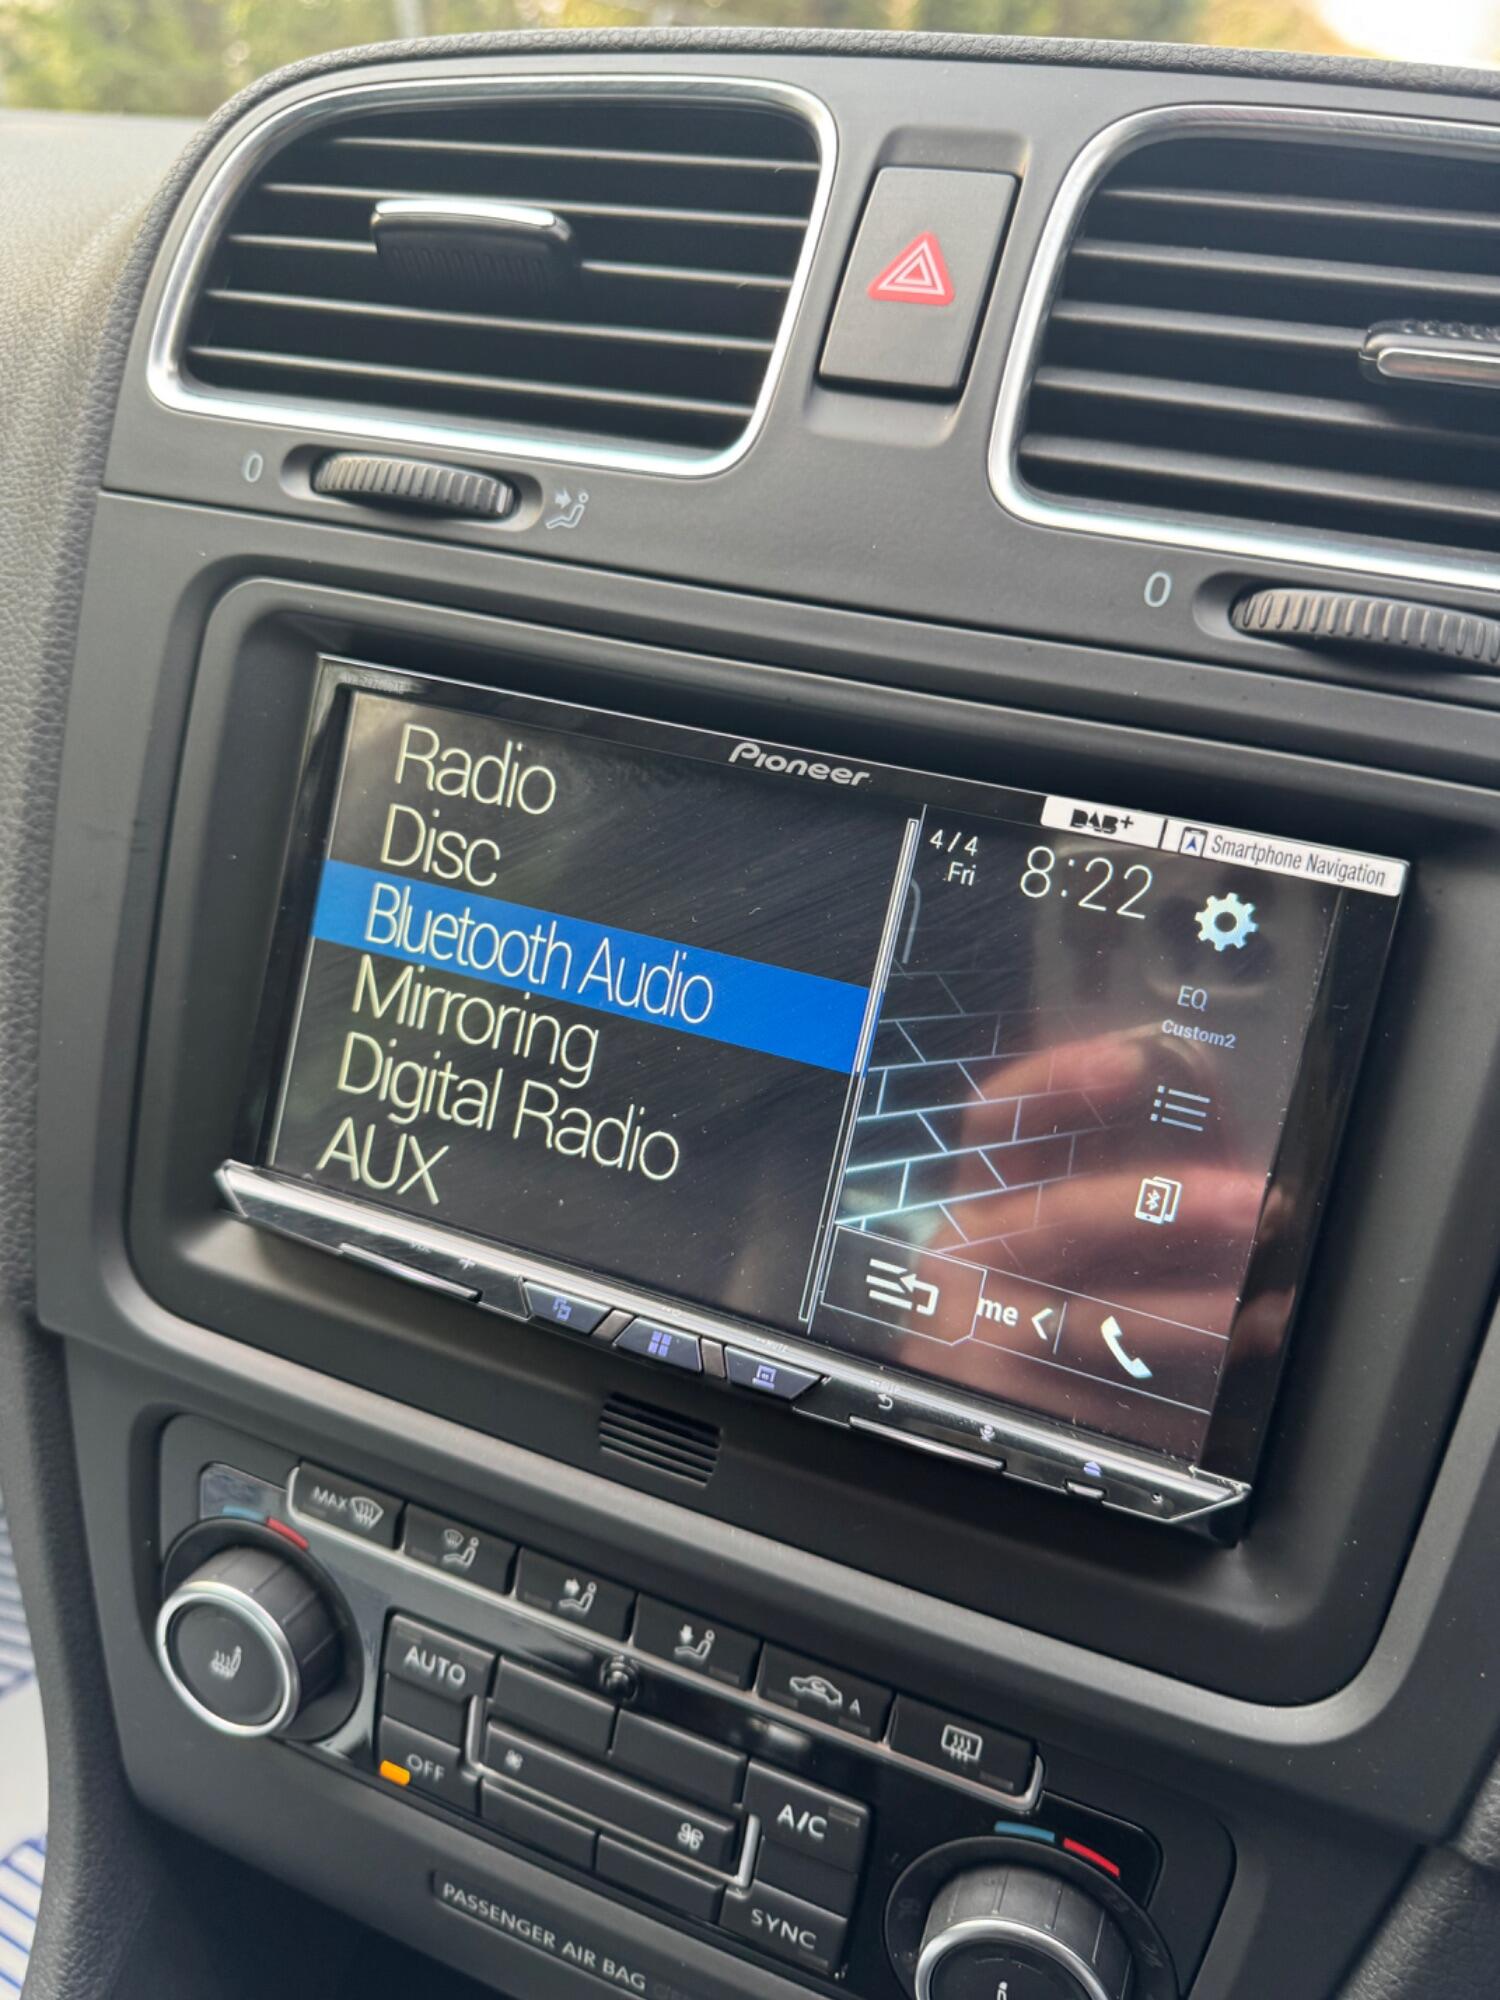 0
0
Pioneer
DAB+
Smartphone Navigation
Radio
Disc
Bluetooth Audio
Mirroring
Digital Radio
AUX
4/4
Fri
8:22
EQ
Custom2
me
MAX
AUTO
OFF
A
A/C
SYNC
PASSENGER AIR BAG